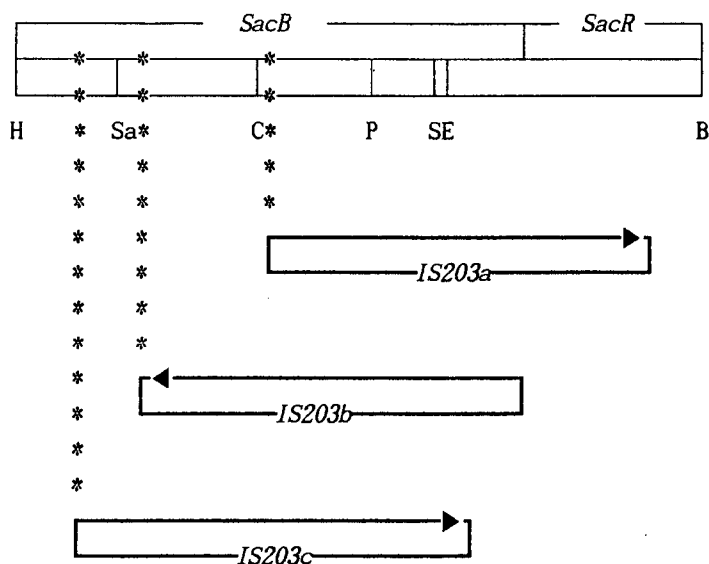 SacB SacR
H Sa C P SE B
IS203a
IS203b
IS203c